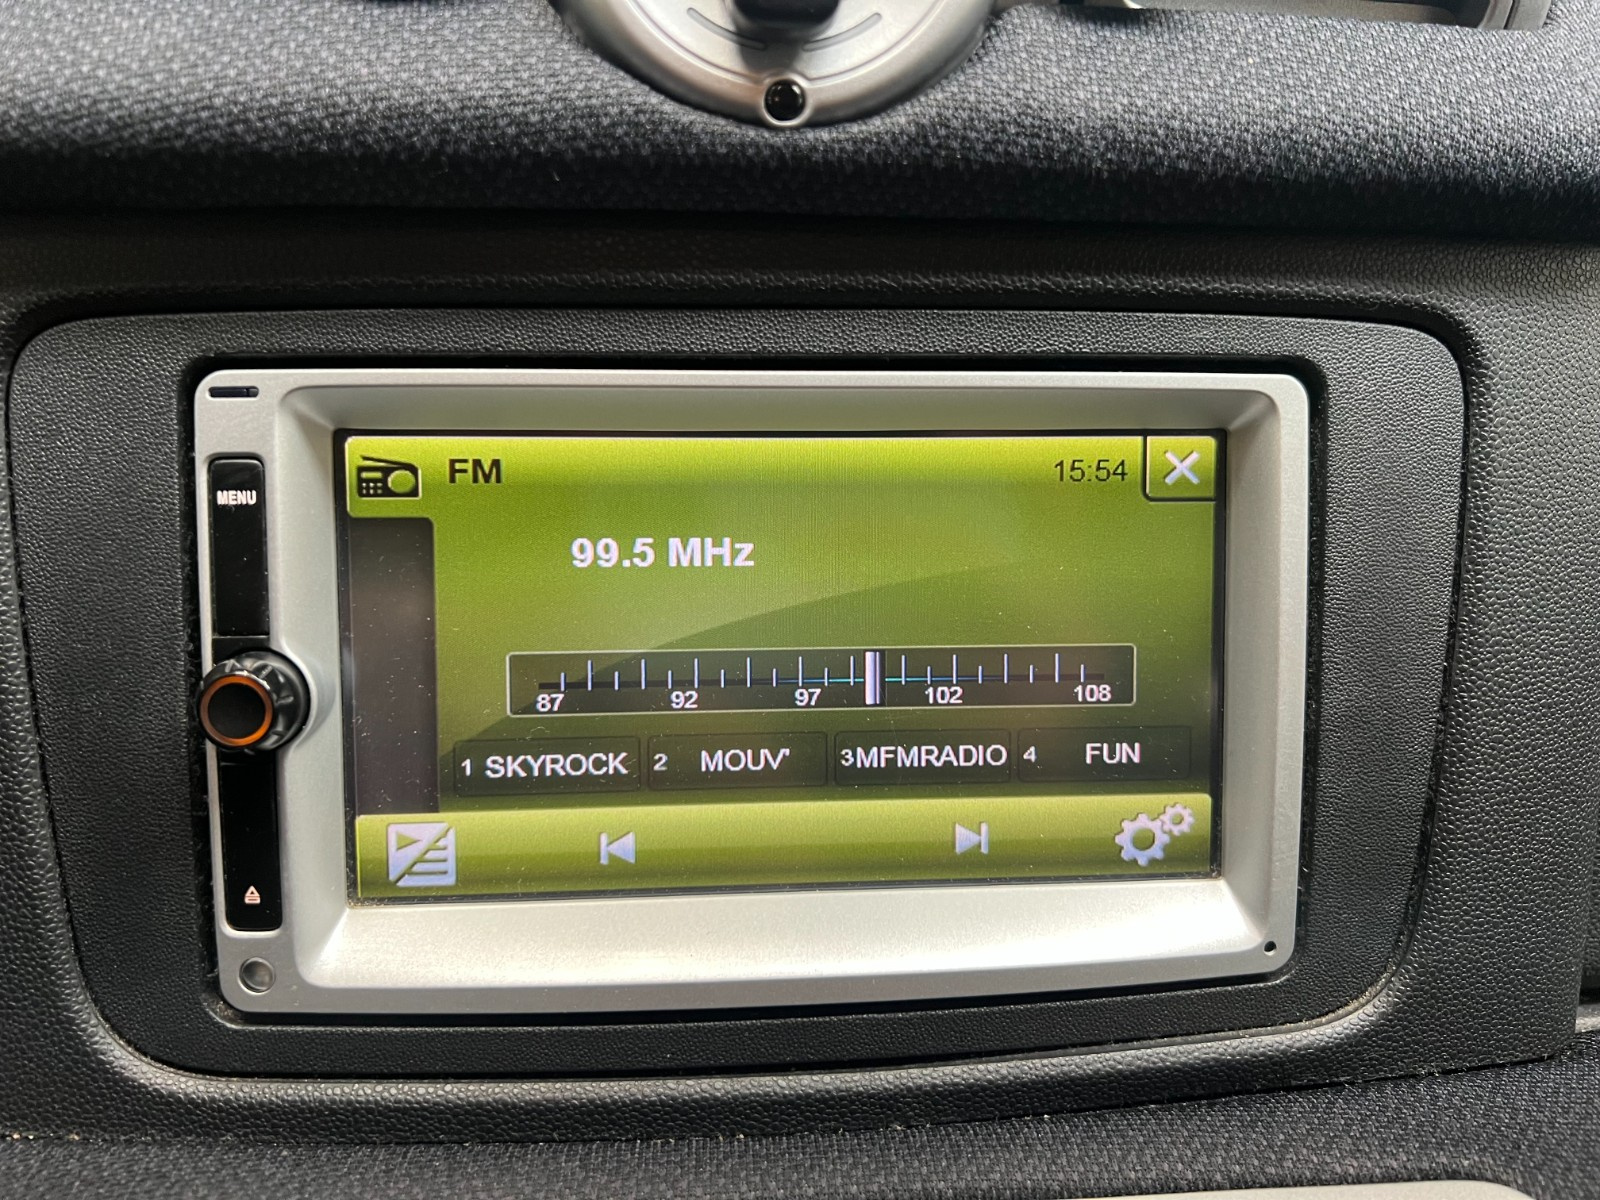 FM 15:54
MENU
99.5 MHz
87 92 97 102 108
1 SKYROCK 2 MOUV' 3 MFMRADIO 4 FUN